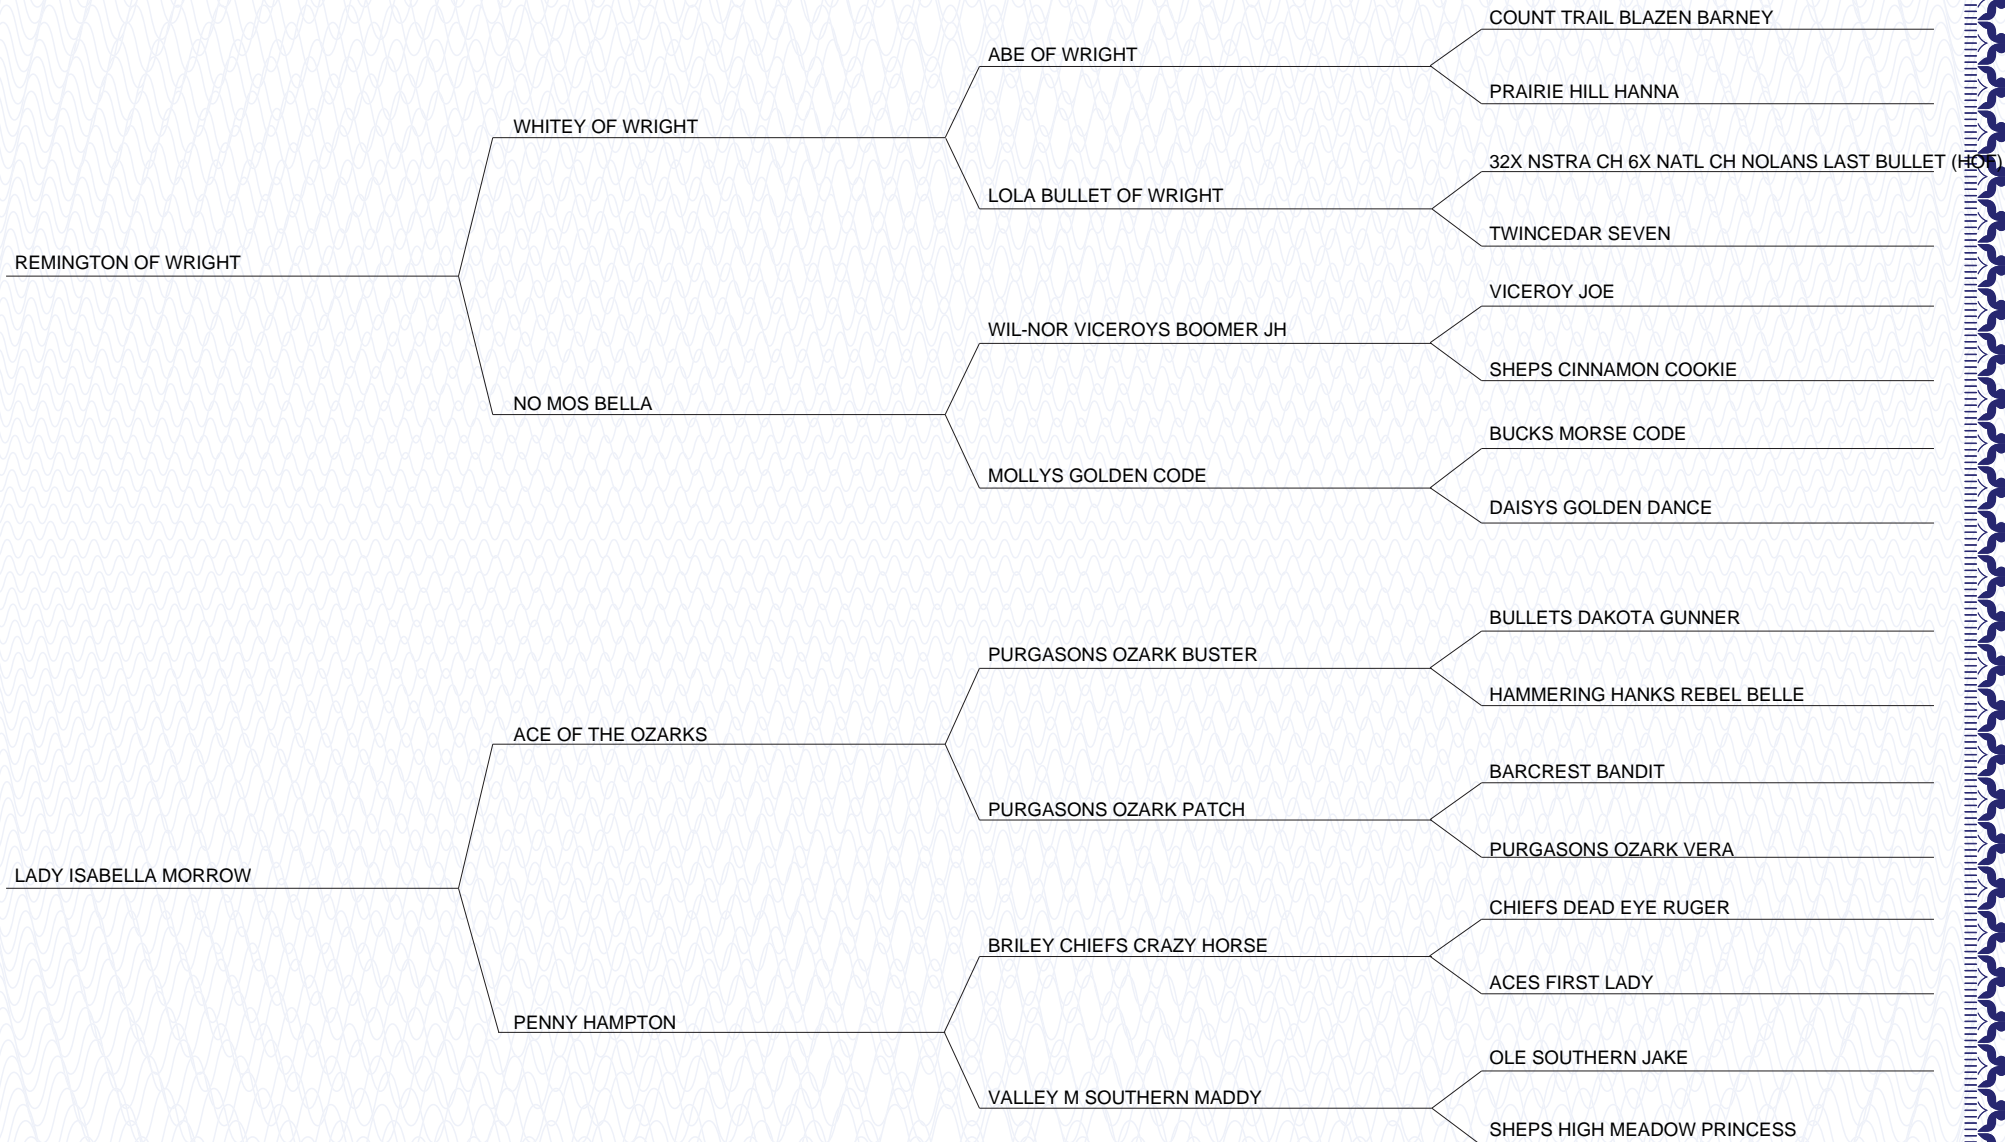 COUNT TRAIL BLAZEN BARNEY
ABE OF WRIGHT
PRAIRIE HILL HANNA
WHITEY OF WRIGHT
32X NSTRA CH 6X NATL CH NOLANS LAST BULLET (HOF)
LOLA BULLET OF WRIGHT
TWINCEDAR SEVEN
REMINGTON OF WRIGHT
VICEROY JOE
WIL-NOR VICEROYS BOOMER JH
SHEPS CINNAMON COOKIE
NO MOS BELLA
BUCKS MORSE CODE
MOLLYS GOLDEN CODE
DAISYS GOLDEN DANCE
BULLETS DAKOTA GUNNER
PURGASONS OZARK BUSTER
HAMMERING HANKS REBEL BELLE
ACE OF THE OZARKS
BARCREST BANDIT
PURGASONS OZARK PATCH
PURGASONS OZARK VERA
LADY ISABELLA MORROW
CHIEFS DEAD EYE RUGER
BRILEY CHIEFS CRAZY HORSE
ACES FIRST LADY
PENNY HAMPTON
OLE SOUTHERN JAKE
VALLEY M SOUTHERN MADDY
SHEPS HIGH MEADOW PRINCESS